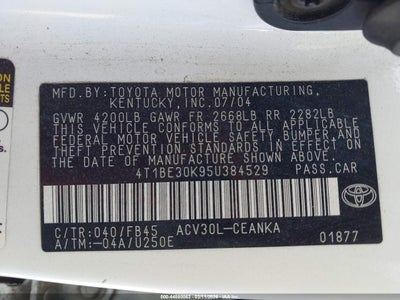 MFD.BY:TOYOTA MOTOR MANUFACTURING,
KENTUCKY,INC.07/04
GVWR 4200LB GAWR FR 2668LB RR 2282LB
THIS VEHICLE CONFORMS TO ALL APPLICABLE
FEDERAL MOTOR VEHICLE SAFETY,BUMPER,AND
THEFT PREVENTION STANDARDS IN EFFECT ON
THE DATE OF MANUFACTURE SHOWN ABOVE.
4T1BE30K95U384529 PASS.CAR
C/TR:040/FB45 ACV30L-CEANKA
A/TM:-04A/U250E
TOYOTA
01877